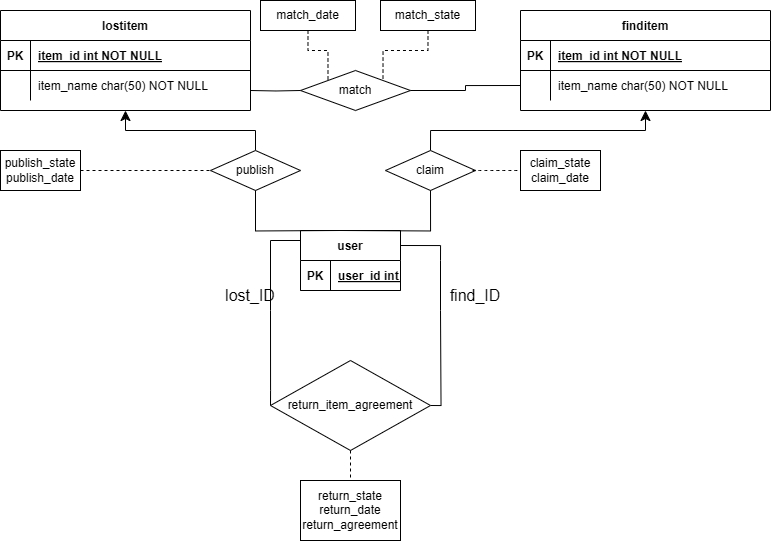 match_date
match_state
lostitem
PK item_id int NOT NULL
item_name char(50) NOT NULL
match
finditem
PK item_id int NOT NULL
item_name char(50) NOT NULL
publish_state
publish_date
publish
claim
claim_state
claim_date
user
PK user_id int
lost_ID
find_ID
return_item_agreement
return_state
return_date
return_agreement